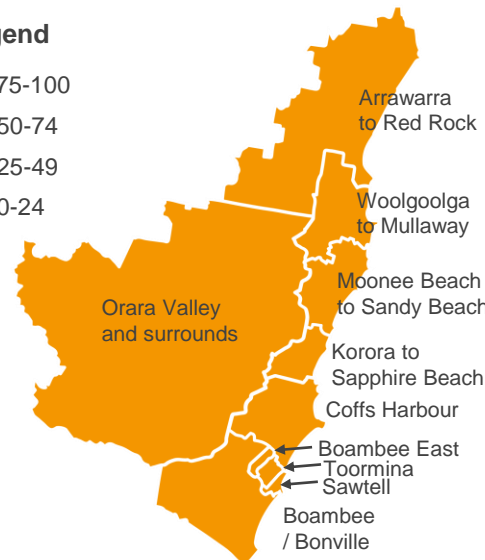 gend
75-100
50-74
25-49
0-24
Arrawarra
to Red Rock
Woolgoolga
to Mullaway
Moonee Beach
to Sandy Beach
Orara Valley
and surrounds
Korora to
Sapphire Beach
Coffs Harbour
Boambee East
Toormina
Sawtell
Boambee
/ Bonville